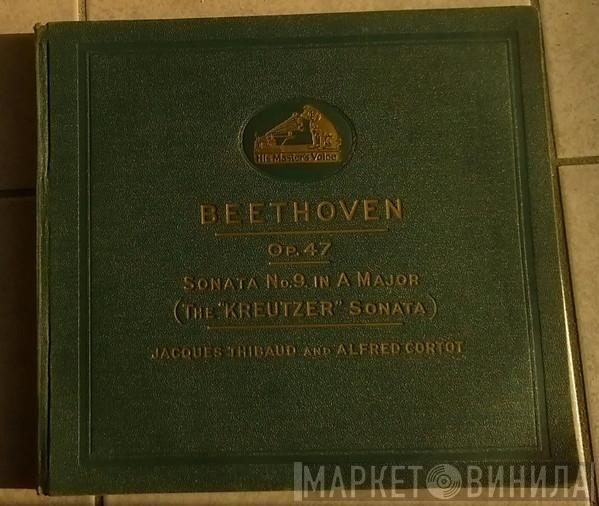 His Master's Voice
BEETHOVEN
OP. 47
SONATA No. 9. IN A MAJOR
(THE "KREUTZER" SONATA)
JACQUES THIBAUD AND ALFRED CORTOT
МАРКЕТ ВИНИЛА